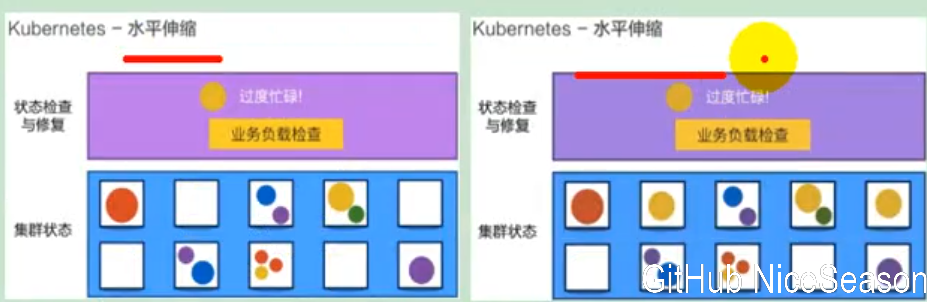 Kubernetes - 水平伸缩
状态检查
与修复
过度忙碌!
业务负载检查
集群状态
Kubernetes - 水平伸缩
状态检查
与修复
过度忙碌!
业务负载检查
集群状态
GitHub NicoSeason